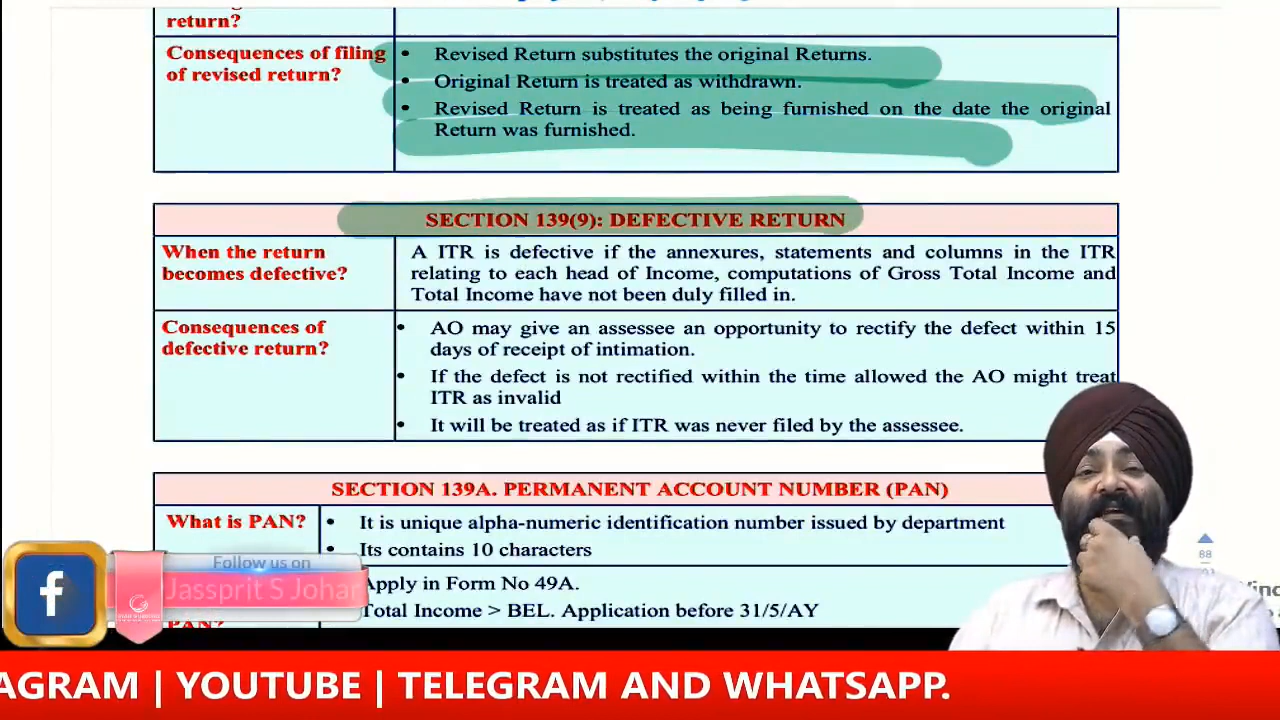 return?
Consequences of filing
of revised return?
• Revised Return substitutes the original Returns.
• Original Return is treated as withdrawn.
• Revised Return is treated as being furnished on the date the original
Return was furnished.
SECTION 139(9): DEFECTIVE RETURN
When the return
becomes defective?
A ITR is defective if the annexures, statements and columns in the ITR
relating to each head of Income, computations of Gross Total Income and
Total Income have not been duly filled in.
Consequences of
defective return?
• AO may give an assessee an opportunity to rectify the defect within 15
days of receipt of intimation.
• If the defect is not rectified within the time allowed the AO might treat
ITR as invalid
• It will be treated as if ITR was never filed by the assessee.
SECTION 139A. PERMANENT ACCOUNT NUMBER (PAN)
What is PAN?
• It is unique alpha-numeric identification number issued by department
• Its contains 10 characters
Apply in Form No 49A.
Total Income > BEL. Application before 31/5/AY
PAN?
Follow us on
Jassprit S Johar
88
AGRAM | YOUTUBE | TELEGRAM AND WHATSAPP.